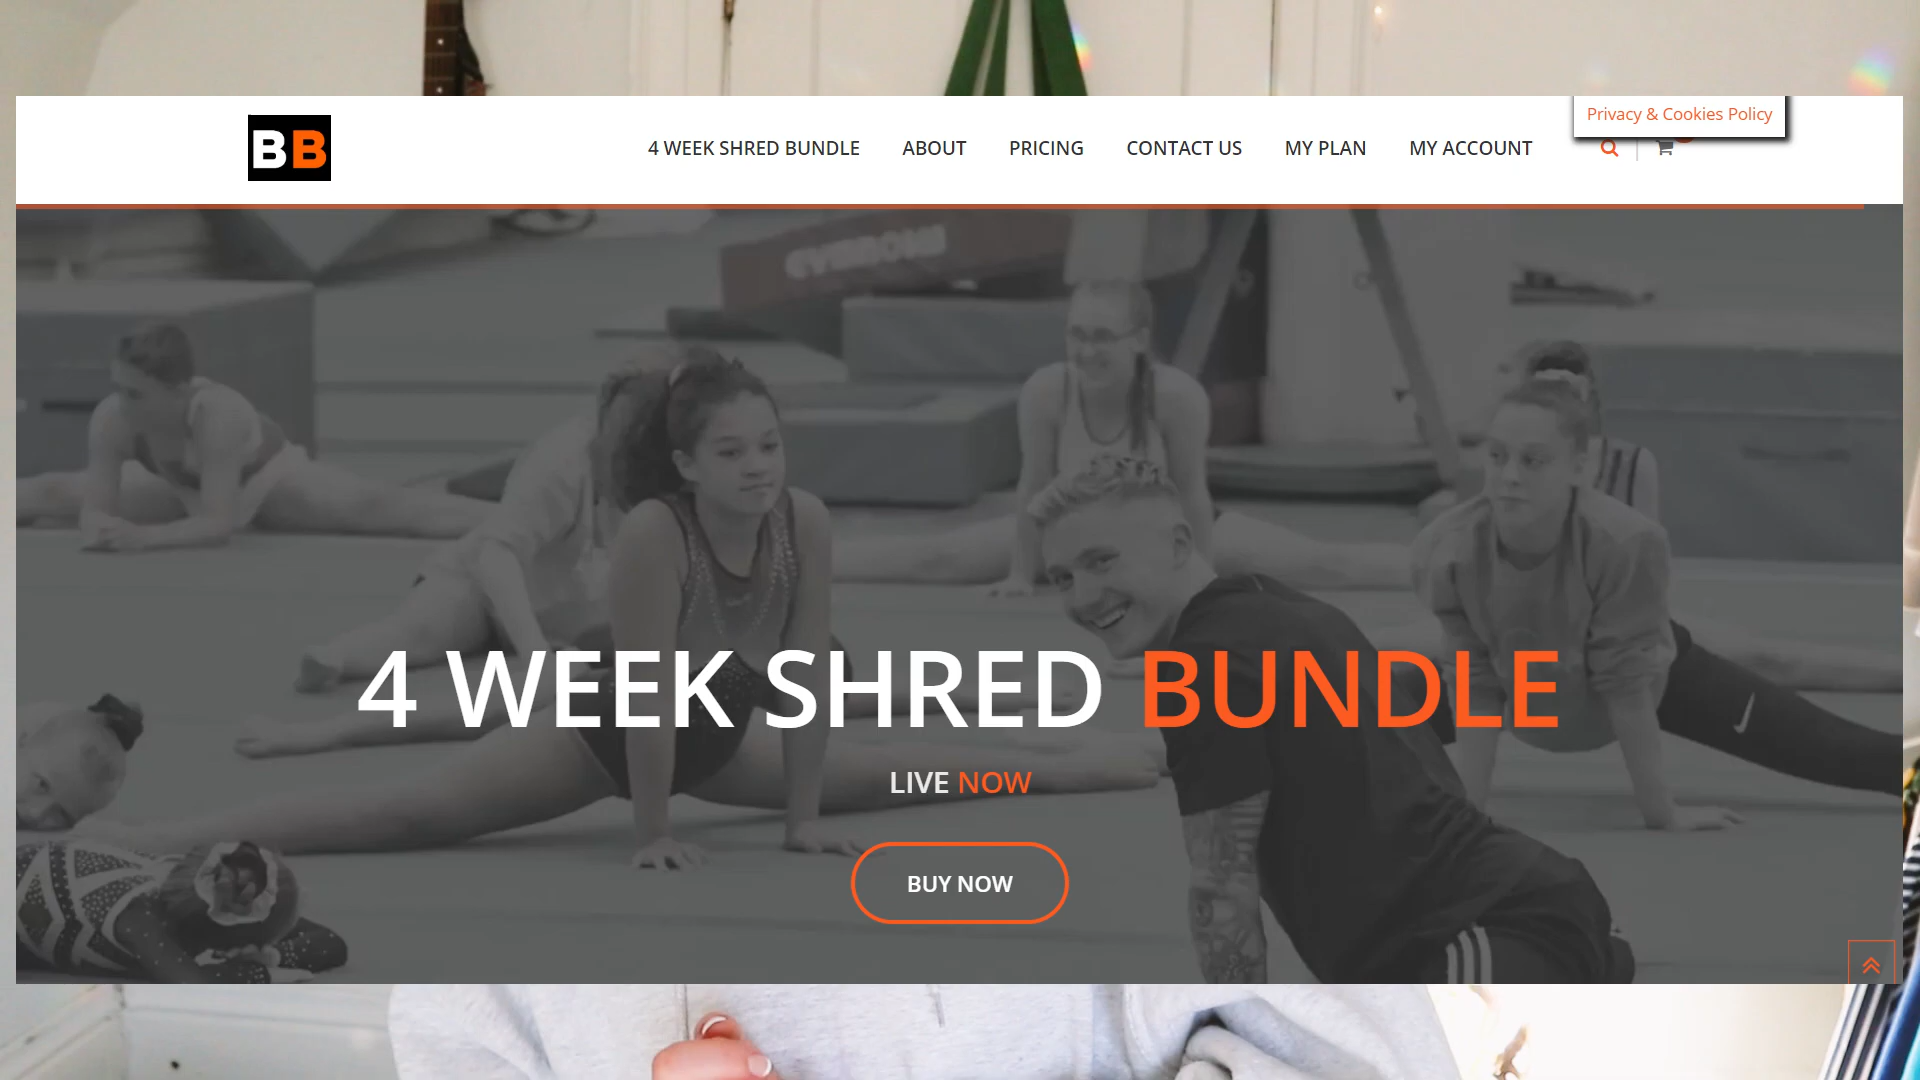 Privacy & Cookies Policy
BB
4 WEEK SHRED BUNDLE ABOUT PRICING CONTACT US MY PLAN MY ACCOUNT
4 WEEK SHRED BUNDLE
LIVE NOW
BUY NOW